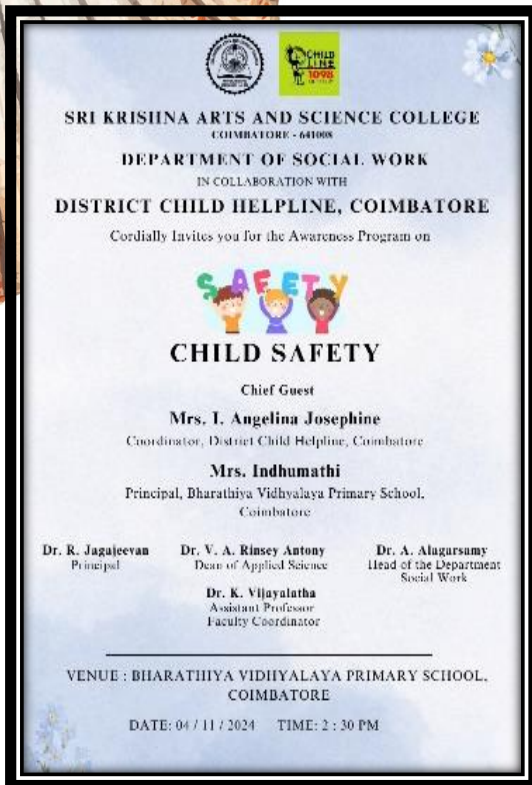 CHILD
LINE
1098
SRI KRISHNA ARTS AND SCIENCE COLLEGE
COIMBATORE - 641008
DEPARTMENT OF SOCIAL WORK
IN COLLABORATION WITH
DISTRICT CHILD HELPLINE, COIMBATORE
Cordially Invites you for the Awareness Program on
SAFETY
CHILD SAFETY
Chief Guest
Mrs. I. Angelina Josephine
Coordinator, District Child Helpline, Coimbatore
Mrs. Indhumathi
Principal, Bharathiya Vidhyalaya Primary School,
Coimbatore
Dr. R. Jagajeevan
Principal
Dr. V. A. Rinsey Antony
Dean of Applied Science
Dr. A. Alagarsamy
Head of the Department
Social Work
Dr. K. Vijayalatha
Assistant Professor
Faculty Coordinator
VENUE : BHARATHIYA VIDHYALAYA PRIMARY SCHOOL,
COIMBATORE
DATE: 04 / 11 / 2024 TIME: 2 : 30 PM